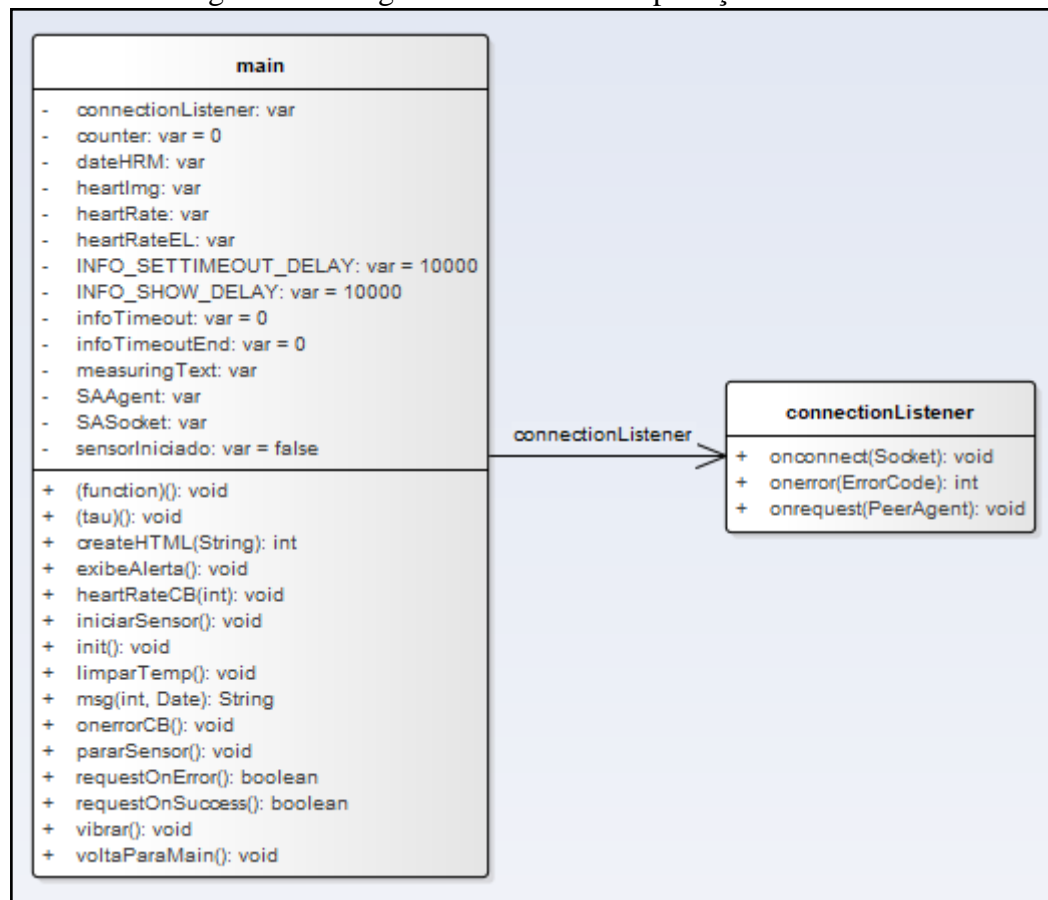 main
- connectionListener: var
- counter: var = 0
- dateHRM: var
- heartImg: var
- heartRate: var
- heartRateEL: var
- INFO_SETTIMEOUT_DELAY: var = 10000
- INFO_SHOW_DELAY: var = 10000
- infoTimeout: var = 0
- infoTimeoutEnd: var = 0
- measuringText: var
- SAAgent: var
- SASocket: var
- sensorIniciado: var = false
+ (function)(): void
+ (tau)(): void
+ createHTML(String): int
+ exibeAlerta(): void
+ heartRateCB(int): void
+ iniciarSensor(): void
+ init(): void
+ limparTemp(): void
+ msg(int, Date): String
+ onerrorCB(): void
+ pararSensor(): void
+ requestOnError(): boolean
+ requestOnSuccess(): boolean
+ vibrar(): void
+ voltaParaMain(): void
connectionListener
connectionListener
+ onconnect(Socket): void
+ onerror(ErrorCode): int
+ onrequest(PeerAgent): void